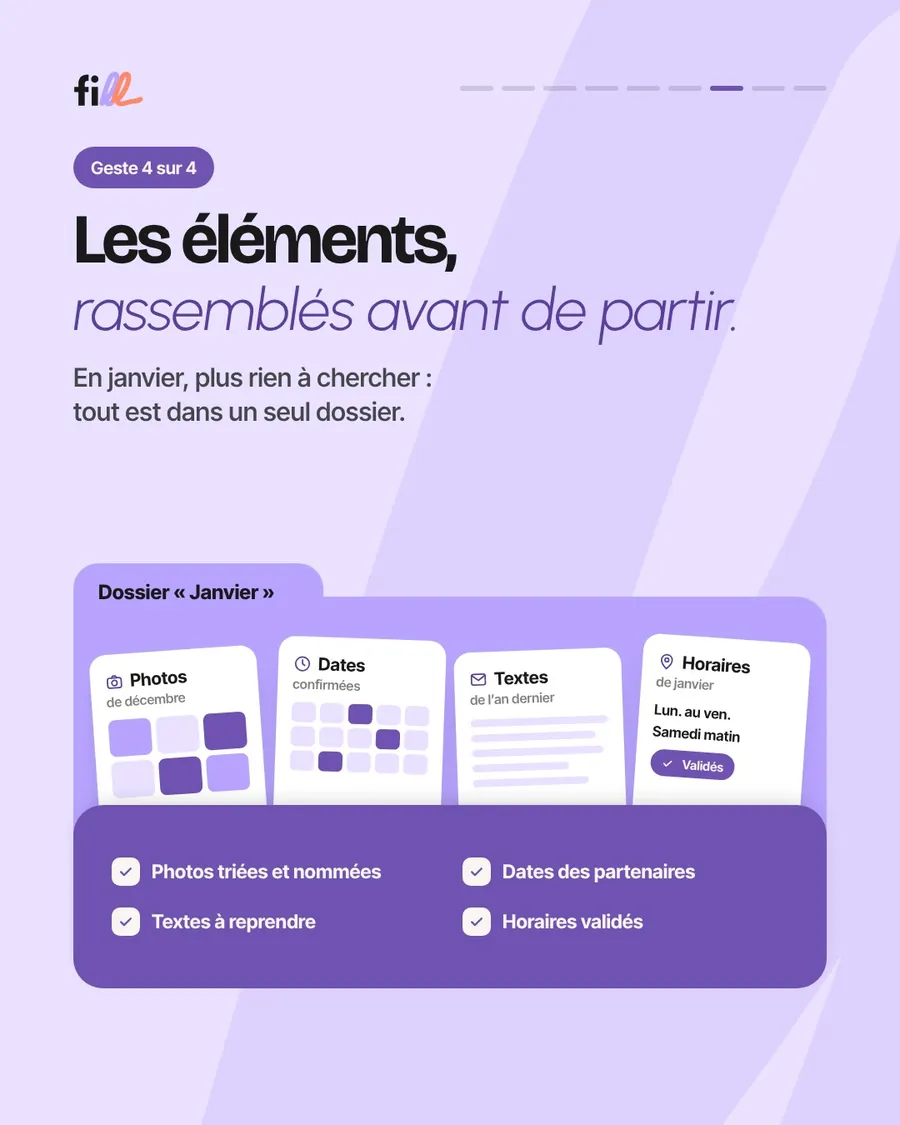 fill
Geste 4 sur 4
Les éléments,
rassemblés avant de partir.
En janvier, plus rien à chercher :
tout est dans un seul dossier.
Dossier « Janvier »
Photos
de décembre
Dates
confirmées
Textes
de l’an dernier
Horaires
de janvier
Lun. au ven.
Samedi matin
Validés
Photos triées et nommées
Dates des partenaires
Textes à reprendre
Horaires validés